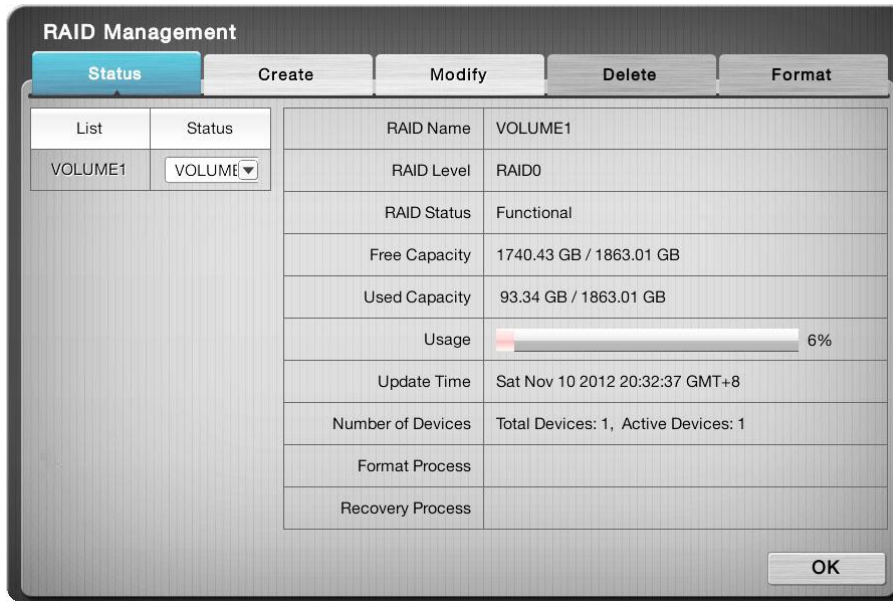 RAID Management
Status Create Modify Delete Format
List Status
VOLUME1 VOLUME
RAID Name VOLUME1
RAID Level RAID0
RAID Status Functional
Free Capacity 1740.43 GB / 1863.01 GB
Used Capacity 93.34 GB / 1863.01 GB
Usage 6%
Update Time Sat Nov 10 2012 20:32:37 GMT+8
Number of Devices Total Devices: 1, Active Devices: 1
Format Process
Recovery Process
OK